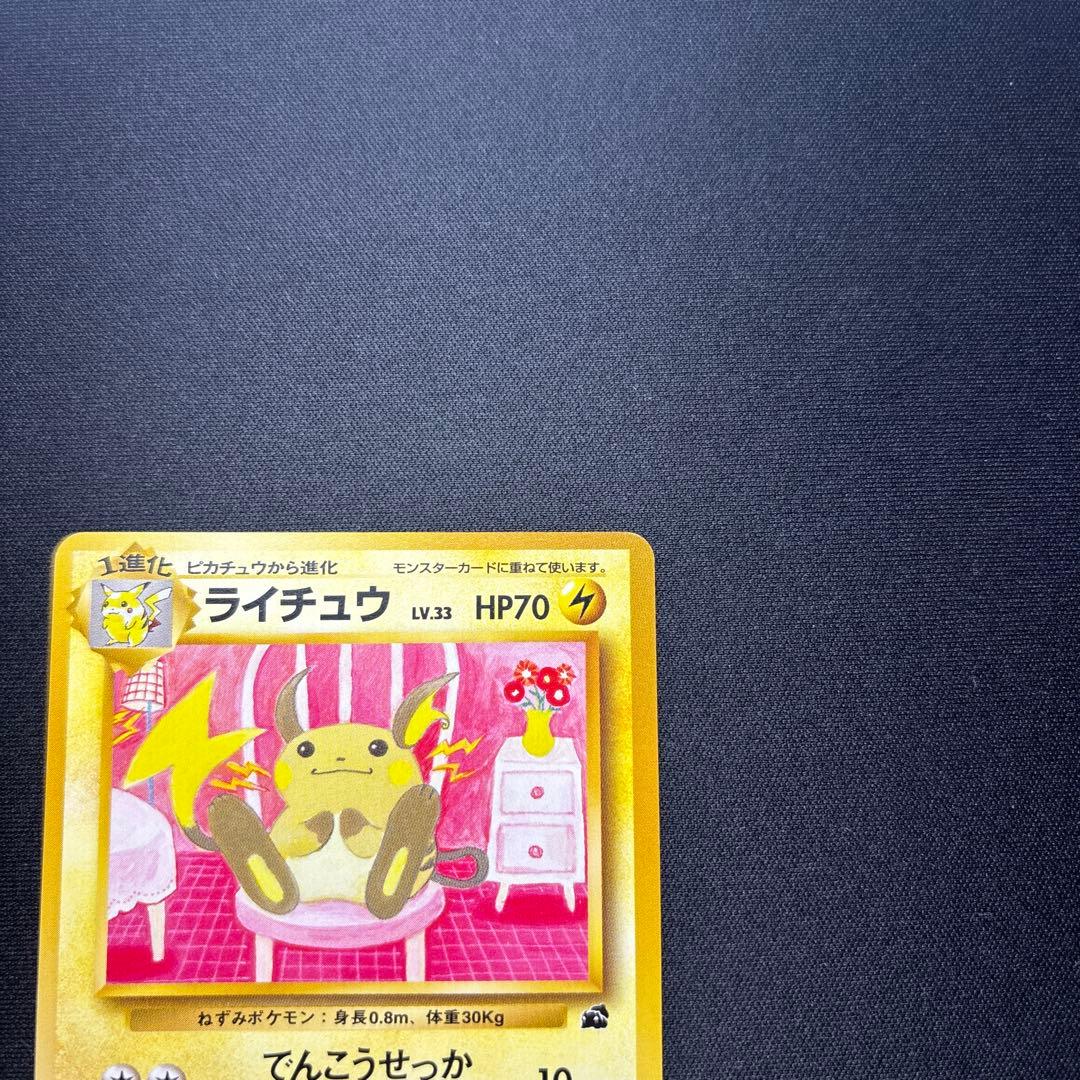 1進化 ピカチュウから進化 モンスターカードに重ねて使います。
ライチュウ LV.33 HP70
ねずみポケモン：身長0.8m、体重30Kg
でんこうせっか 10